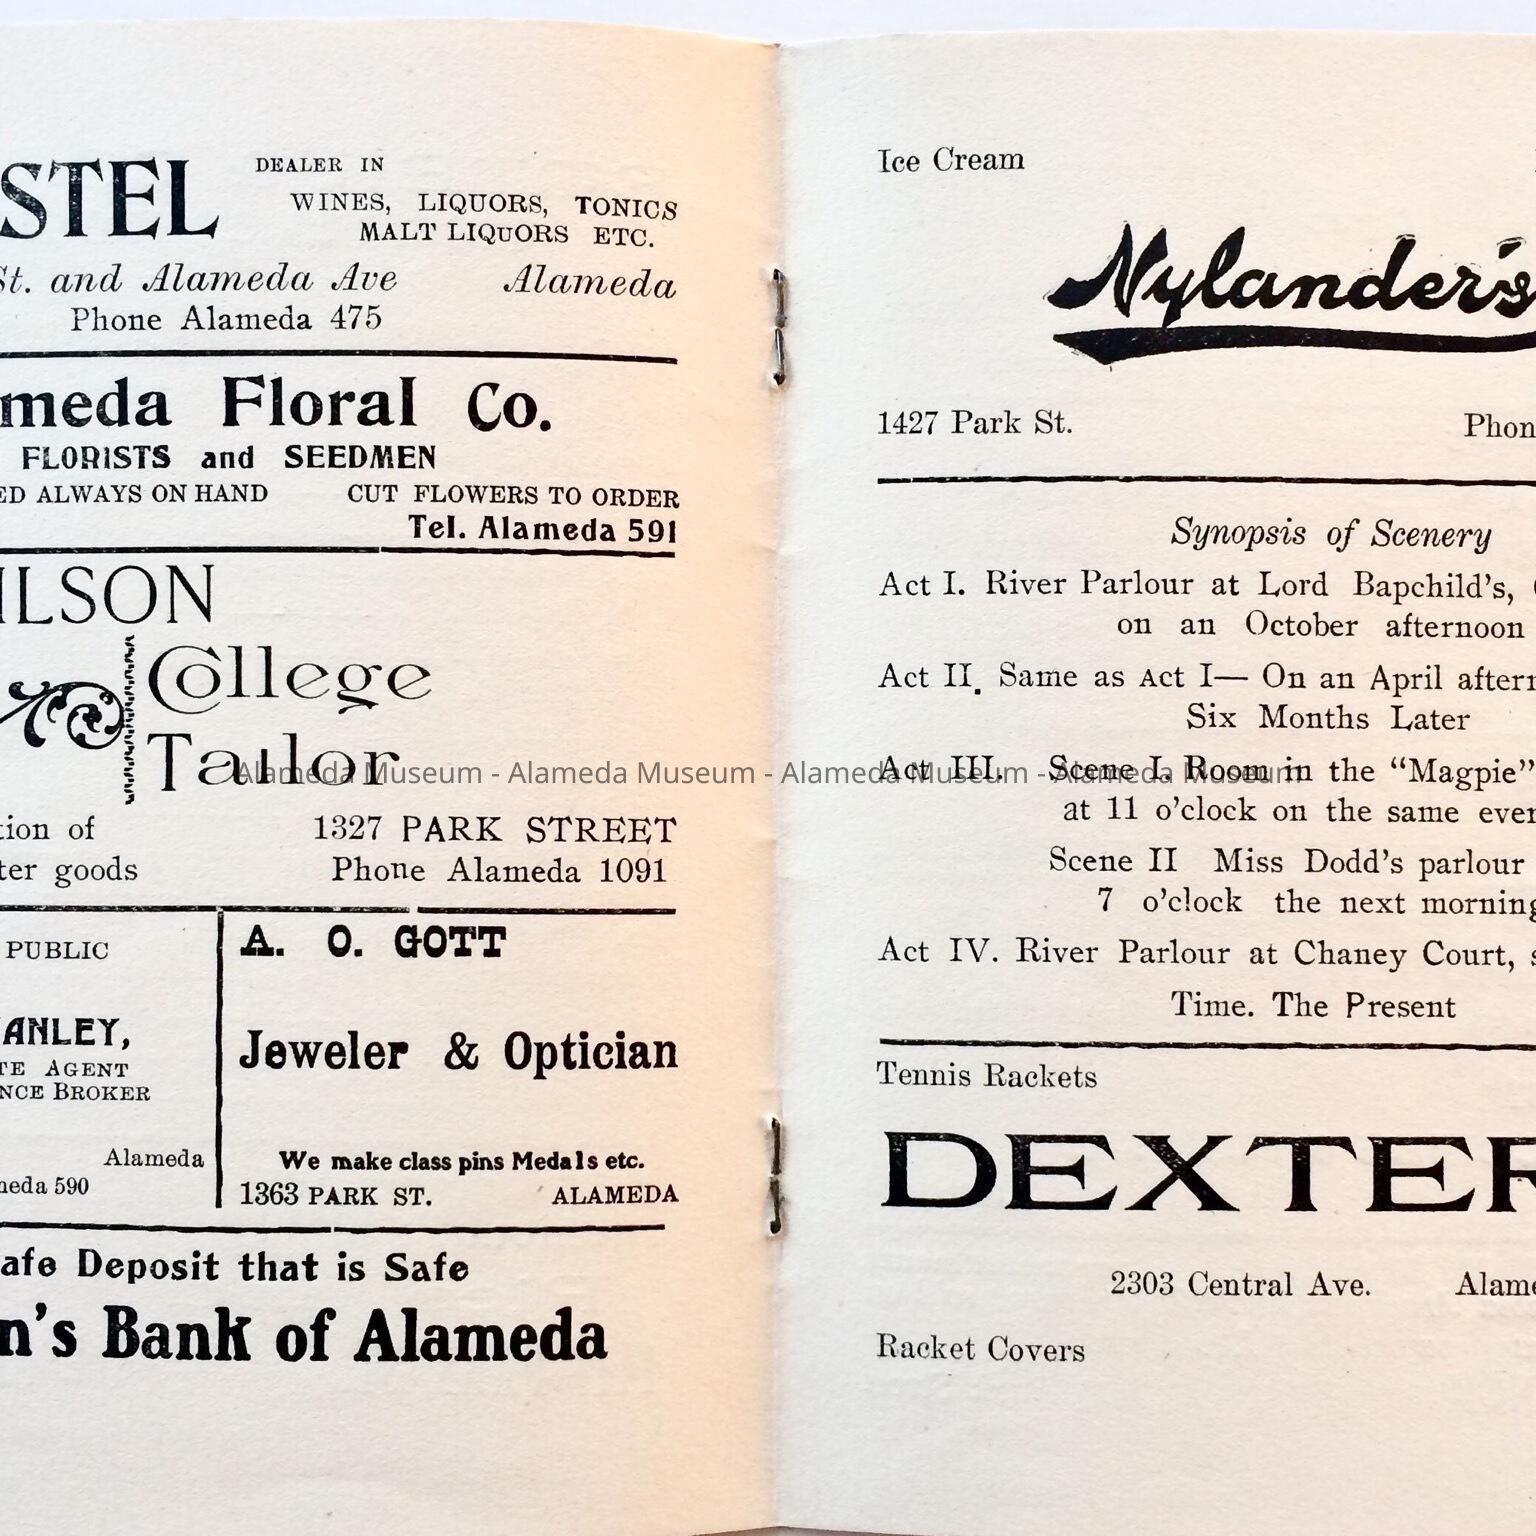 STEL
DEALER IN
WINES, LIQUORS, TONICS
MALT LIQUORS ETC.
St. and Alameda Ave Alameda
Phone Alameda 475
meda Floral Co.
FLORISTS and SEEDMEN
ED ALWAYS ON HAND CUT FLOWERS TO ORDER
Tel. Alameda 591
ILSON
College
Tailor
tion of 1327 PARK STREET
ter goods Phone Alameda 1091
PUBLIC
ANLEY,
TE AGENT
NCE BROKER
Alameda
meda 590
A. O. GOTT
Jeweler & Optician
We make class pins Medals etc.
1363 PARK ST. ALAMEDA
afe Deposit that is Safe
n's Bank of Alameda
Ice Cream
Nylander's
1427 Park St. Phon
Synopsis of Scenery
Act I. River Parlour at Lord Bapchild's,
on an October afternoon
Act II. Same as Act I— On an April aftern
Six Months Later
Act III. Scene I. Room in the "Magpie"
at 11 o'clock on the same even
Scene II Miss Dodd's parlour
7 o'clock the next morning
Act IV. River Parlour at Chaney Court, s
Time. The Present
Tennis Rackets
DEXTER
2303 Central Ave. Alame
Racket Covers
Alameda Museum - Alameda Museum - Alameda Museum - Alameda Museum